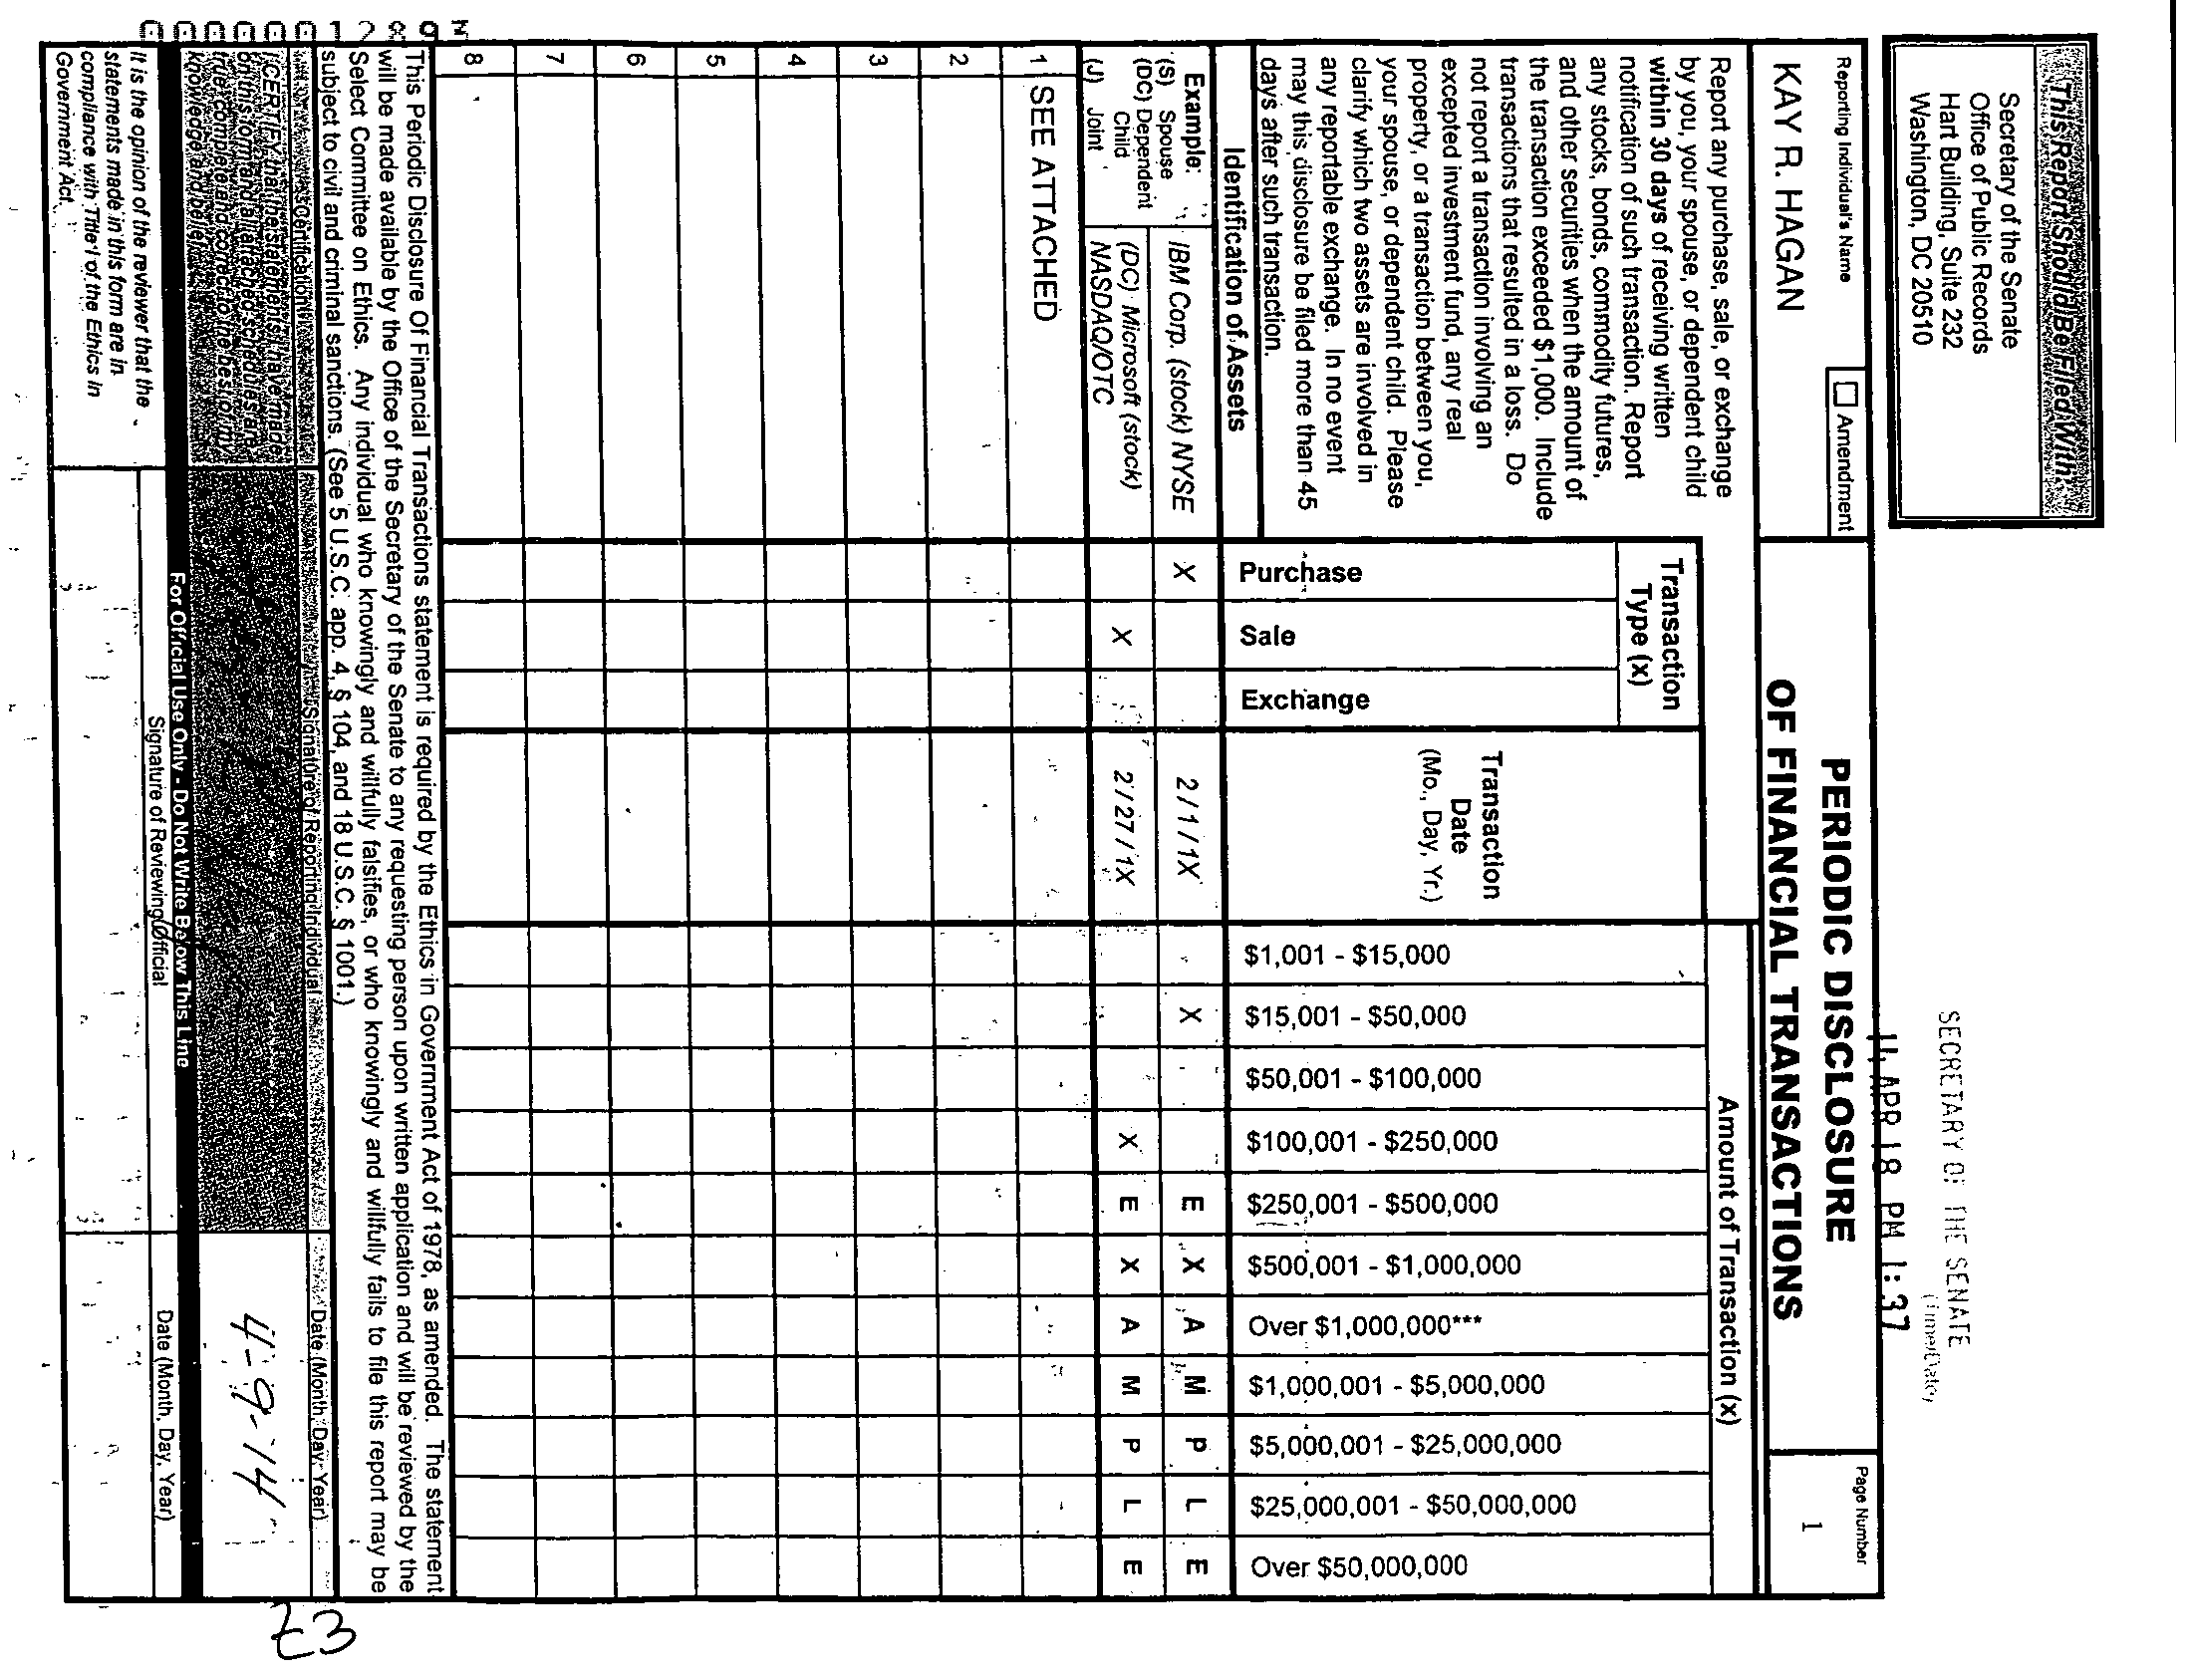 This Report Should Be Filed With
Secretary of the Senate
Office of Public Records
Hart Building, Suite 232
Washington, DC 20510
SECRETARY OF THE SENATE
APR 18 PM 1:37
Reporting Individual's Name
Amendment
KAY R. HAGAN
PERIODIC DISCLOSURE
OF FINANCIAL TRANSACTIONS
Page Number
1
Report any purchase, sale, or exchange
by you, your spouse, or dependent child
within 30 days of receiving written
notification of such transaction. Report
any stocks, bonds, commodity futures,
and other securities when the amount of
the transaction exceeded $1,000. Include
transactions that resulted in a loss. Do
not report a transaction involving an
excepted investment fund, any real
property, or a transaction between you,
your spouse, or dependent child. Please
clarify which two assets are involved in
any reportable exchange. In no event
may this disclosure be filed more than 45
days after such transaction.
Identification of Assets
Transaction
Type (x)
Purchase
Sale
Exchange
Transaction
Date
(Mo., Day, Yr.)
Amount of Transaction (x)
$1,001 - $15,000
$15,001 - $50,000
$50,001 - $100,000
$100,001 - $250,000
$250,001 - $500,000
$500,001 - $1,000,000
Over $1,000,000***
$1,000,001 - $5,000,000
$5,000,001 - $25,000,000
$25,000,001 - $50,000,000
Over $50,000,000
Example:
(S) Spouse
(DC) Dependent
Child
(J) Joint
IBM Corp. (stock) NYSE X 2/1/1X X E X A M P L E
(DC) Microsoft (stock)
NASDAQ/OTC X 2/27/1X X E X A M P L E
1 SEE ATTACHED
2
3
4
5
6
7
8
This Periodic Disclosure Of Financial Transactions statement is required by the Ethics in Government Act of 1978, as amended. The statement
will be made available by the Office of the Secretary of the Senate to any requesting person upon written application and will be reviewed by the
Select Committee on Ethics. Any individual who knowingly and willfully falsifies, or who knowingly and willfully fails to file this report may be
subject to civil and criminal sanctions. (See 5 U.S.C. app. 4, § 104, and 18 U.S.C. § 1001.)
Certification
Signature of Reporting Individual
Date (Month, Day, Year)
I CERTIFY that the statements I have made
on this form and all attached schedules are
true, complete and correct to the best of my
knowledge and belief.
4-9-14
For Official Use Only - Do Not Write Below This Line
It is the opinion of the reviewer that the
statements made in this form are in
compliance with Title I of the Ethics in
Government Act.
Signature of Reviewing Official
Date (Month, Day, Year)